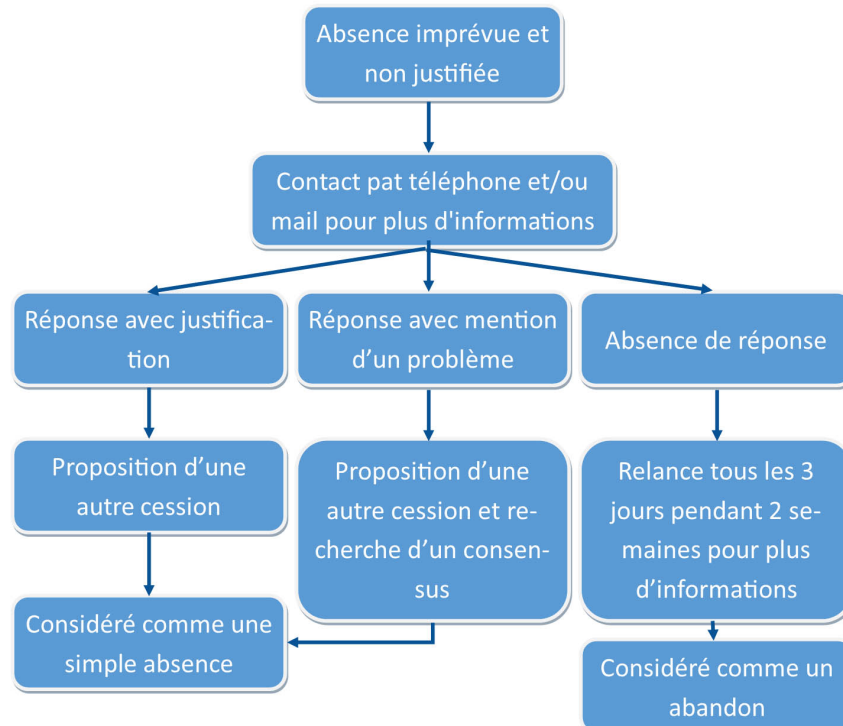 Absence imprévue et
non justifiée
Contact pat téléphone et/ou
mail pour plus d'informations
Réponse avec justifica-
tion
Réponse avec mention
d’un problème
Absence de réponse
Proposition d’une
autre cession
Proposition d’une
autre cession et re-
cherche d’un consen-
sus
Relance tous les 3
jours pendant 2 se-
maines pour plus
d’informations
Considéré comme une
simple absence
Considéré comme un
abandon